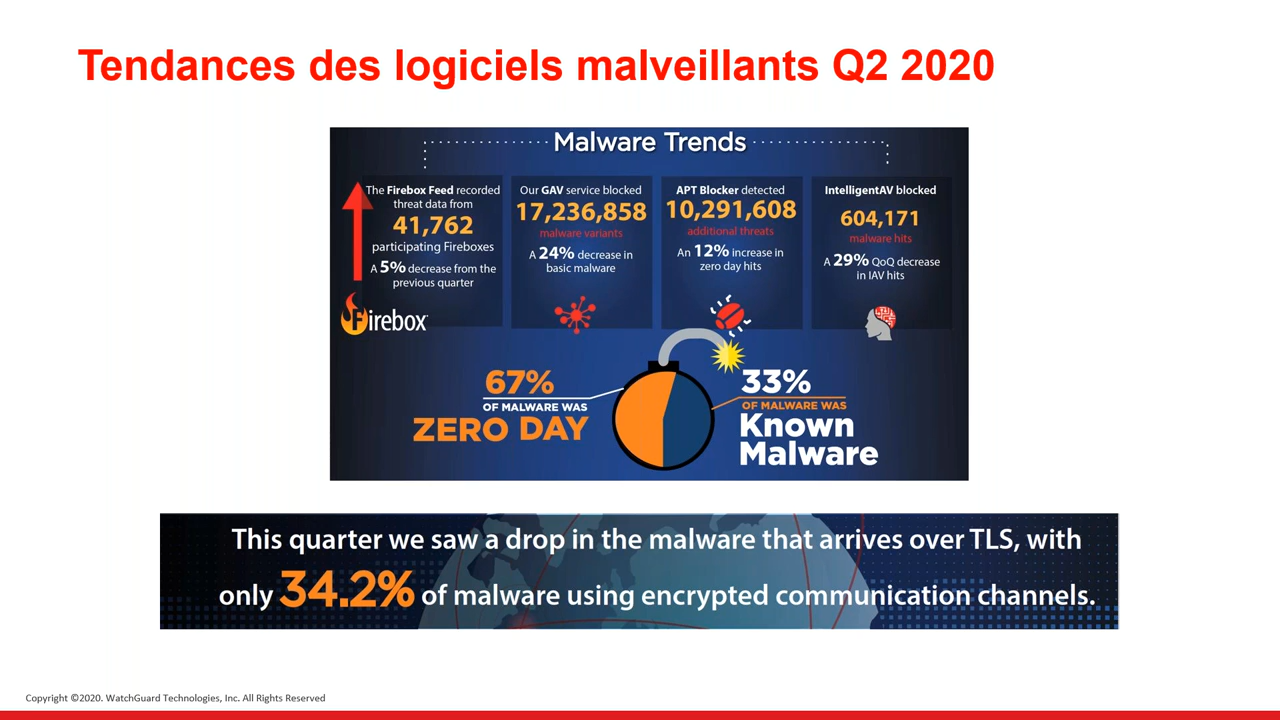 Tendances des logiciels malveillants Q2 2020
Malware Trends
The Firebox Feed recorded
threat data from
41,762
participating Fireboxes
A 5% decrease from the
previous quarter
Firebox
Our GAV service blocked
17,236,858
malware variants
A 24% decrease in
basic malware
APT Blocker detected
10,291,608
additional threats
An 12% increase in
zero day hits
IntelligentAV blocked
604,171
malware hits
A 29% QoQ decrease
in IAV hits
67%
OF MALWARE WAS
ZERO DAY
33%
OF MALWARE WAS
Known
Malware
This quarter we saw a drop in the malware that arrives over TLS, with
only 34.2% of malware using encrypted communication channels.
Copyright ©2020. WatchGuard Technologies, Inc. All Rights Reserved